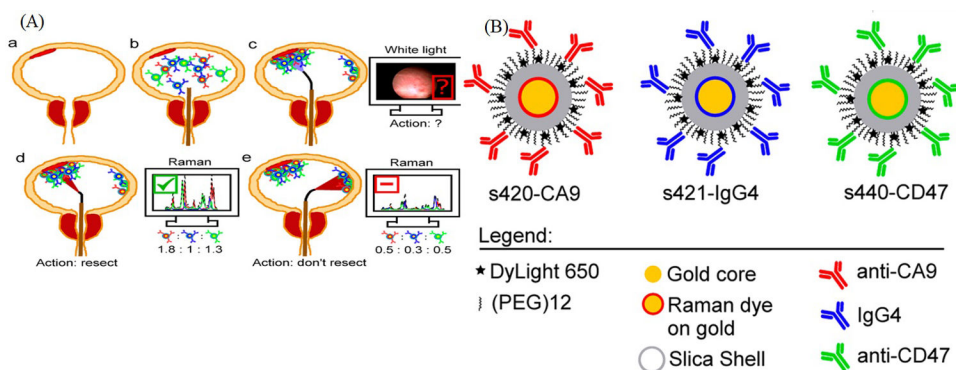 (A)
a
b
c
White light
?
Action: ?
d
Raman
1.8 : 1 : 1.3
Action: resect
e
Raman
0.5 : 0.3 : 0.5
Action: don't resect
(B)
s420-CA9
s421-IgG4
s440-CD47
Legend:
DyLight 650
(PEG)12
Gold core
Raman dye
on gold
Slica Shell
anti-CA9
IgG4
anti-CD47